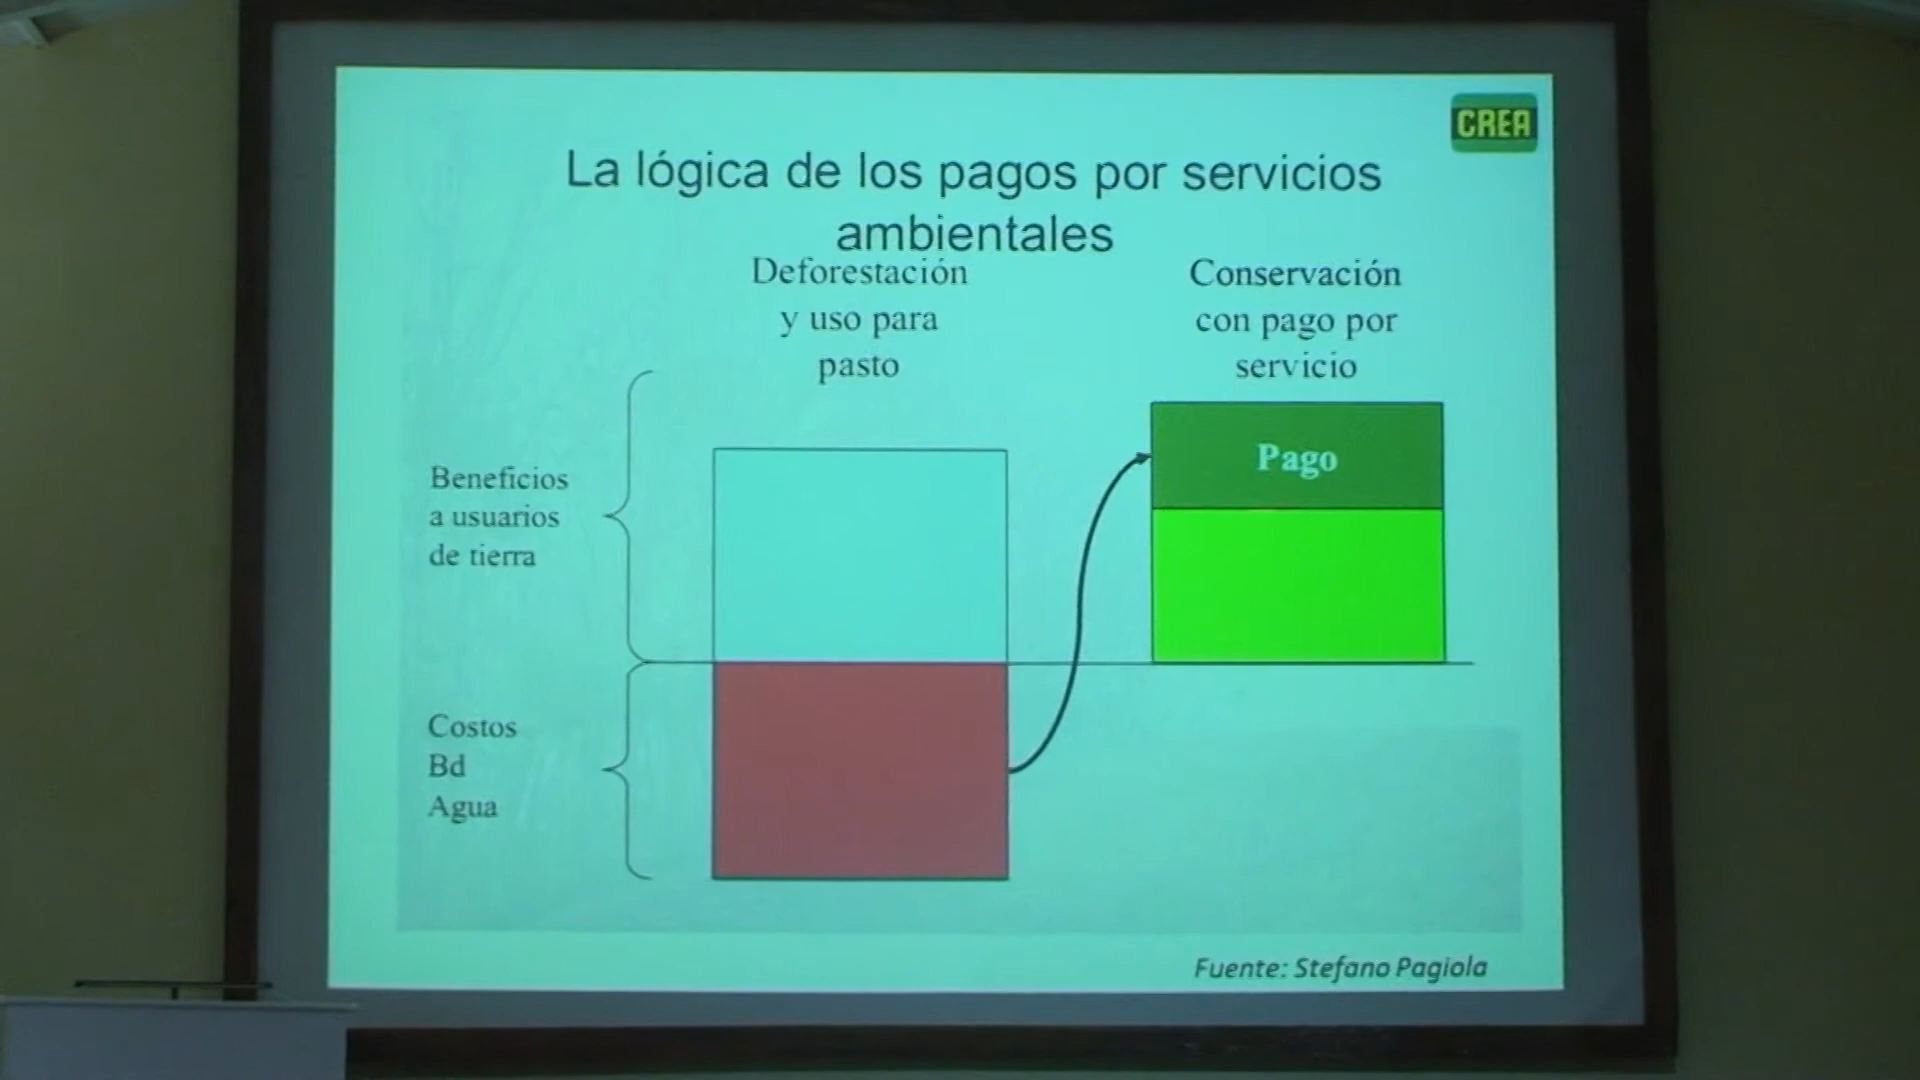 CREA
La lógica de los pagos por servicios
ambientales
Deforestación
y uso para
pasto
Conservación
con pago por
servicio
Pago
Beneficios
a usuarios
de tierra
Costos
Bd
Agua
Fuente: Stefano Pagiola